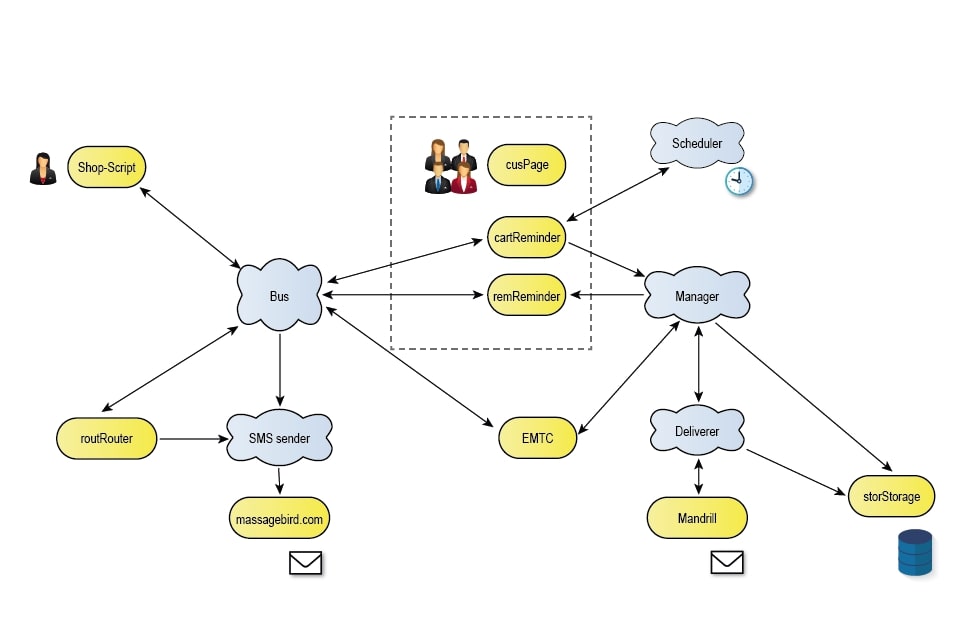 Scheduler
cusPage
Shop-Script
cartReminder
Bus
remReminder
Manager
routRouter
SMS sender
EMTC
Deliverer
storStorage
massagebird.com
Mandrill